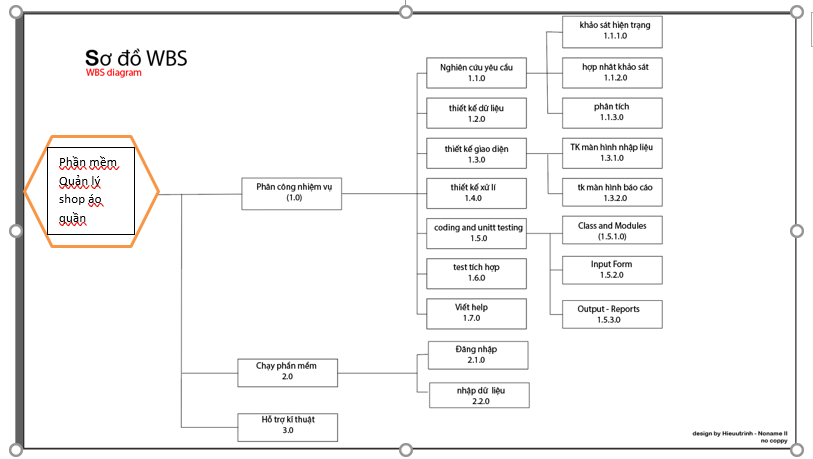 Sơ đồ WBS
WBS diagram
Phần mềm
Quản lý
shop áo
quần
Phân công nhiệm vụ
(1.0)
Nghiên cứu yêu cầu
1.1.0
khảo sát hiện trạng
1.1.1.0
hợp nhất khảo sát
1.1.2.0
phân tích
1.1.3.0
thiết kế dữ liệu
1.2.0
thiết kế giao diện
1.3.0
TK màn hình nhập liệu
1.3.1.0
tk màn hình báo cáo
1.3.2.0
thiết kế xử lí
1.4.0
coding and unitt testing
1.5.0
Class and Modules
(1.5.1.0)
Input Form
1.5.2.0
Output - Reports
1.5.3.0
test tích hợp
1.6.0
Viết help
1.7.0
Chạy phần mềm
2.0
Đăng nhập
2.1.0
nhập dữ liệu
2.2.0
Hỗ trợ kĩ thuật
3.0
design by Hieuutrinh - Noname II
no coppy